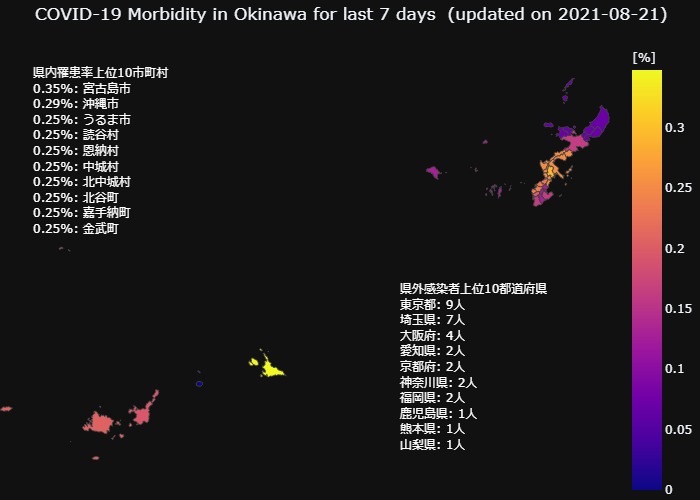 COVID-19 Morbidity in Okinawa for last 7 days  (updated on 2021-08-21)
県内罹患率上位10市町村
0.35%: 宮古島市
0.29%: 沖縄市
0.25%: うるま市
0.25%: 読谷村
0.25%: 恩納村
0.25%: 中城村
0.25%: 北中城村
0.25%: 北谷町
0.25%: 嘉手納町
0.25%: 金武町
県外感染者上位10都道府県
東京都: 9人
埼玉県: 7人
大阪府: 4人
愛知県: 2人
京都府: 2人
神奈川県: 2人
福岡県: 2人
鹿児島県: 1人
熊本県: 1人
山梨県: 1人
[%]
0.3
0.25
0.2
0.15
0.1
0.05
0